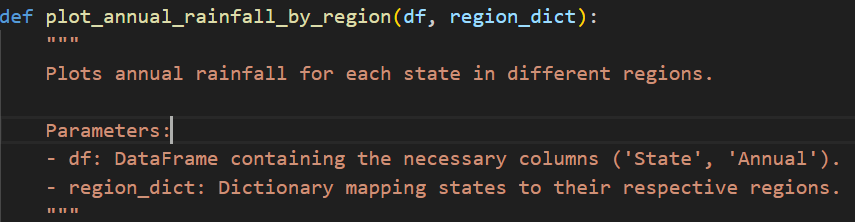 def plot_annual_rainfall_by_region(df, region_dict):
"""
Plots annual rainfall for each state in different regions.
Parameters:
- df: DataFrame containing the necessary columns ('State', 'Annual').
- region_dict: Dictionary mapping states to their respective regions.
"""